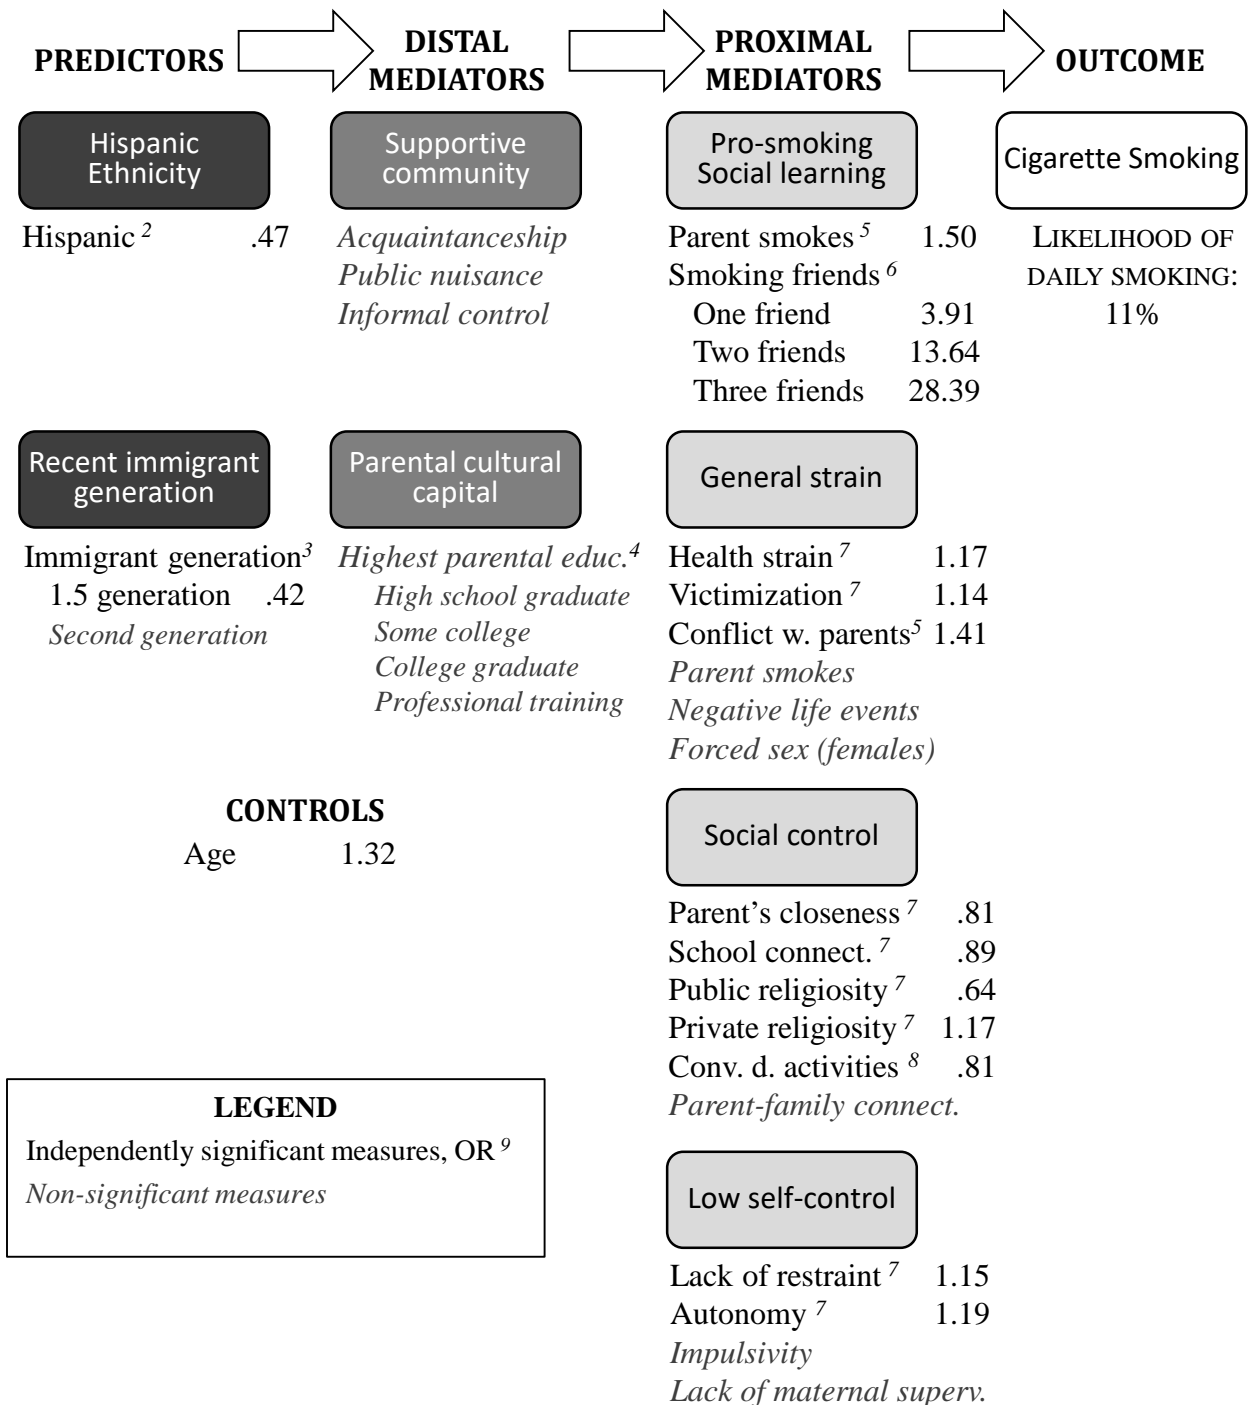 PREDICTORS
DISTAL
MEDIATORS
PROXIMAL
MEDIATORS
OUTCOME
Hispanic
Ethnicity
Hispanic 2 .47
Supportive
community
Acquaintanceship
Public nuisance
Informal control
Pro-smoking
Social learning
Parent smokes 5 1.50
Smoking friends 6
One friend 3.91
Two friends 13.64
Three friends 28.39
Cigarette Smoking
LIKELIHOOD OF
DAILY SMOKING:
11%
Recent immigrant
generation
Immigrant generation3
1.5 generation .42
Second generation
Parental cultural
capital
Highest parental educ.4
High school graduate
Some college
College graduate
Professional training
General strain
Health strain 7 1.17
Victimization 7 1.14
Conflict w. parents5 1.41
Parent smokes
Negative life events
Forced sex (females)
CONTROLS
Age 1.32
Social control
Parent’s closeness 7 .81
School connect. 7 .89
Public religiosity 7 .64
Private religiosity 7 1.17
Conv. d. activities 8 .81
Parent-family connect.
LEGEND
Independently significant measures, OR 9
Non-significant measures
Low self-control
Lack of restraint 7 1.15
Autonomy 7 1.19
Impulsivity
Lack of maternal superv.